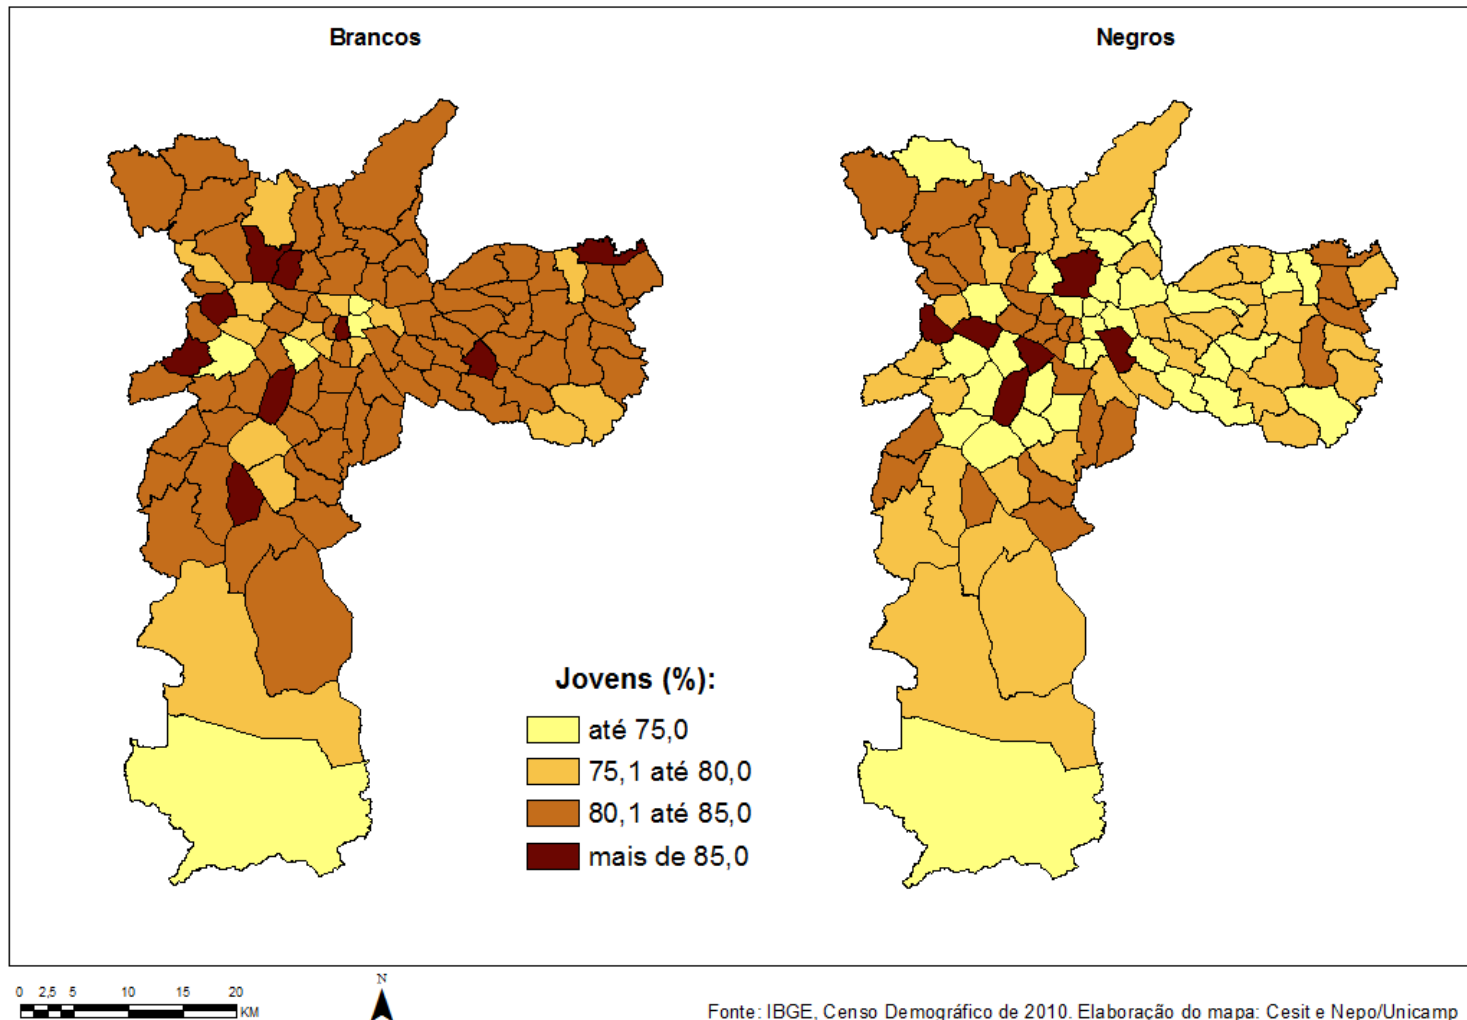 Brancos
Negros
Jovens (%):
até 75,0
75,1 até 80,0
80,1 até 85,0
mais de 85,0
0 2,5 5 10 15 20
KM
N
Fonte: IBGE, Censo Demográfico de 2010. Elaboração do mapa: Cesit e Nepo/Unicamp